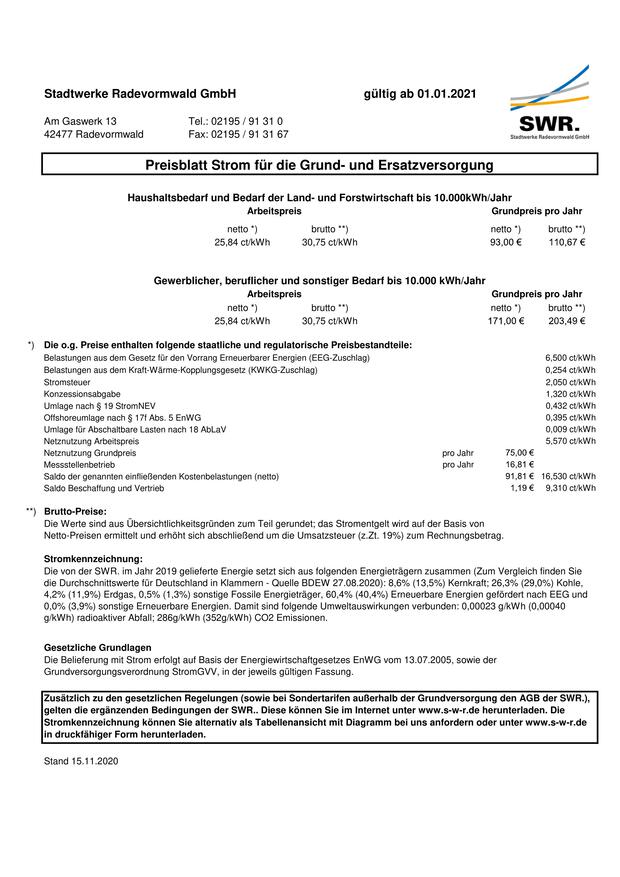 Stadtwerke Radevormwald GmbH gültig ab 01.01.2021
Am Gaswerk 13 Tel.: 02195 / 91 31 0
42477 Radevormwald Fax: 02195 / 91 31 67
SWR.
Stadtwerke Radevormwald GmbH
Preisblatt Strom für die Grund- und Ersatzversorgung
Haushaltsbedarf und Bedarf der Land- und Forstwirtschaft bis 10.000kWh/Jahr
Arbeitspreis Grundpreis pro Jahr
netto *) brutto **) netto *) brutto **)
25,84 ct/kWh 30,75 ct/kWh 93,00 € 110,67 €
Gewerblicher, beruflicher und sonstiger Bedarf bis 10.000 kWh/Jahr
Arbeitspreis Grundpreis pro Jahr
netto *) brutto **) netto *) brutto **)
25,84 ct/kWh 30,75 ct/kWh 171,00 € 203,49 €
*) Die o.g. Preise enthalten folgende staatliche und regulatorische Preisbestandteile:
Belastungen aus dem Gesetz für den Vorrang Erneuerbarer Energien (EEG-Zuschlag) 6,500 ct/kWh
Belastungen aus dem Kraft-Wärme-Kopplungsgesetz (KWKG-Zuschlag) 0,254 ct/kWh
Stromsteuer 2,050 ct/kWh
Konzessionsabgabe 1,320 ct/kWh
Umlage nach § 19 StromNEV 0,432 ct/kWh
Offshoreumlage nach § 17f Abs. 5 EnWG 0,395 ct/kWh
Umlage für Abschaltbare Lasten nach 18 AbLaV 0,009 ct/kWh
Netznutzung Arbeitspreis 5,570 ct/kWh
Netznutzung Grundpreis pro Jahr 75,00 €
Messstellenbetrieb pro Jahr 16,81 €
Saldo der genannten einfließenden Kostenbelastungen (netto) 91,81 € 16,530 ct/kWh
Saldo Beschaffung und Vertrieb 1,19 € 9,310 ct/kWh
**) Brutto-Preise:
Die Werte sind aus Übersichtlichkeitsgründen zum Teil gerundet; das Stromentgelt wird auf der Basis von
Netto-Preisen ermittelt und erhöht sich abschließend um die Umsatzsteuer (z.Zt. 19%) zum Rechnungsbetrag.
Stromkennzeichnung:
Die von der SWR. im Jahr 2019 gelieferte Energie setzt sich aus folgenden Energieträgern zusammen (Zum Vergleich finden Sie
die Durchschnittswerte für Deutschland in Klammern - Quelle BDEW 27.08.2020): 8,6% (13,5%) Kernkraft; 26,3% (29,0%) Kohle,
4,2% (11,9%) Erdgas, 0,5% (1,3%) sonstige Fossile Energieträger, 60,4% (40,4%) Erneuerbare Energien gefördert nach EEG und
0,0% (3,9%) sonstige Erneuerbare Energien. Damit sind folgende Umweltauswirkungen verbunden: 0,00023 g/kWh (0,00040
g/kWh) radioaktiver Abfall; 286g/kWh (352g/kWh) CO2 Emissionen.
Gesetzliche Grundlagen
Die Belieferung mit Strom erfolgt auf Basis der Energiewirtschaftgesetzes EnWG vom 13.07.2005, sowie der
Grundversorgungsverordnung StromGVV, in der jeweils gültigen Fassung.
Zusätzlich zu den gesetzlichen Regelungen (sowie bei Sondertarifen außerhalb der Grundversorgung den AGB der SWR.),
gelten die ergänzenden Bedingungen der SWR.. Diese können Sie im Internet unter www.s-w-r.de herunterladen. Die
Stromkennzeichnung können Sie alternativ als Tabellenansicht mit Diagramm bei uns anfordern oder unter www.s-w-r.de
in druckfähiger Form herunterladen.
Stand 15.11.2020